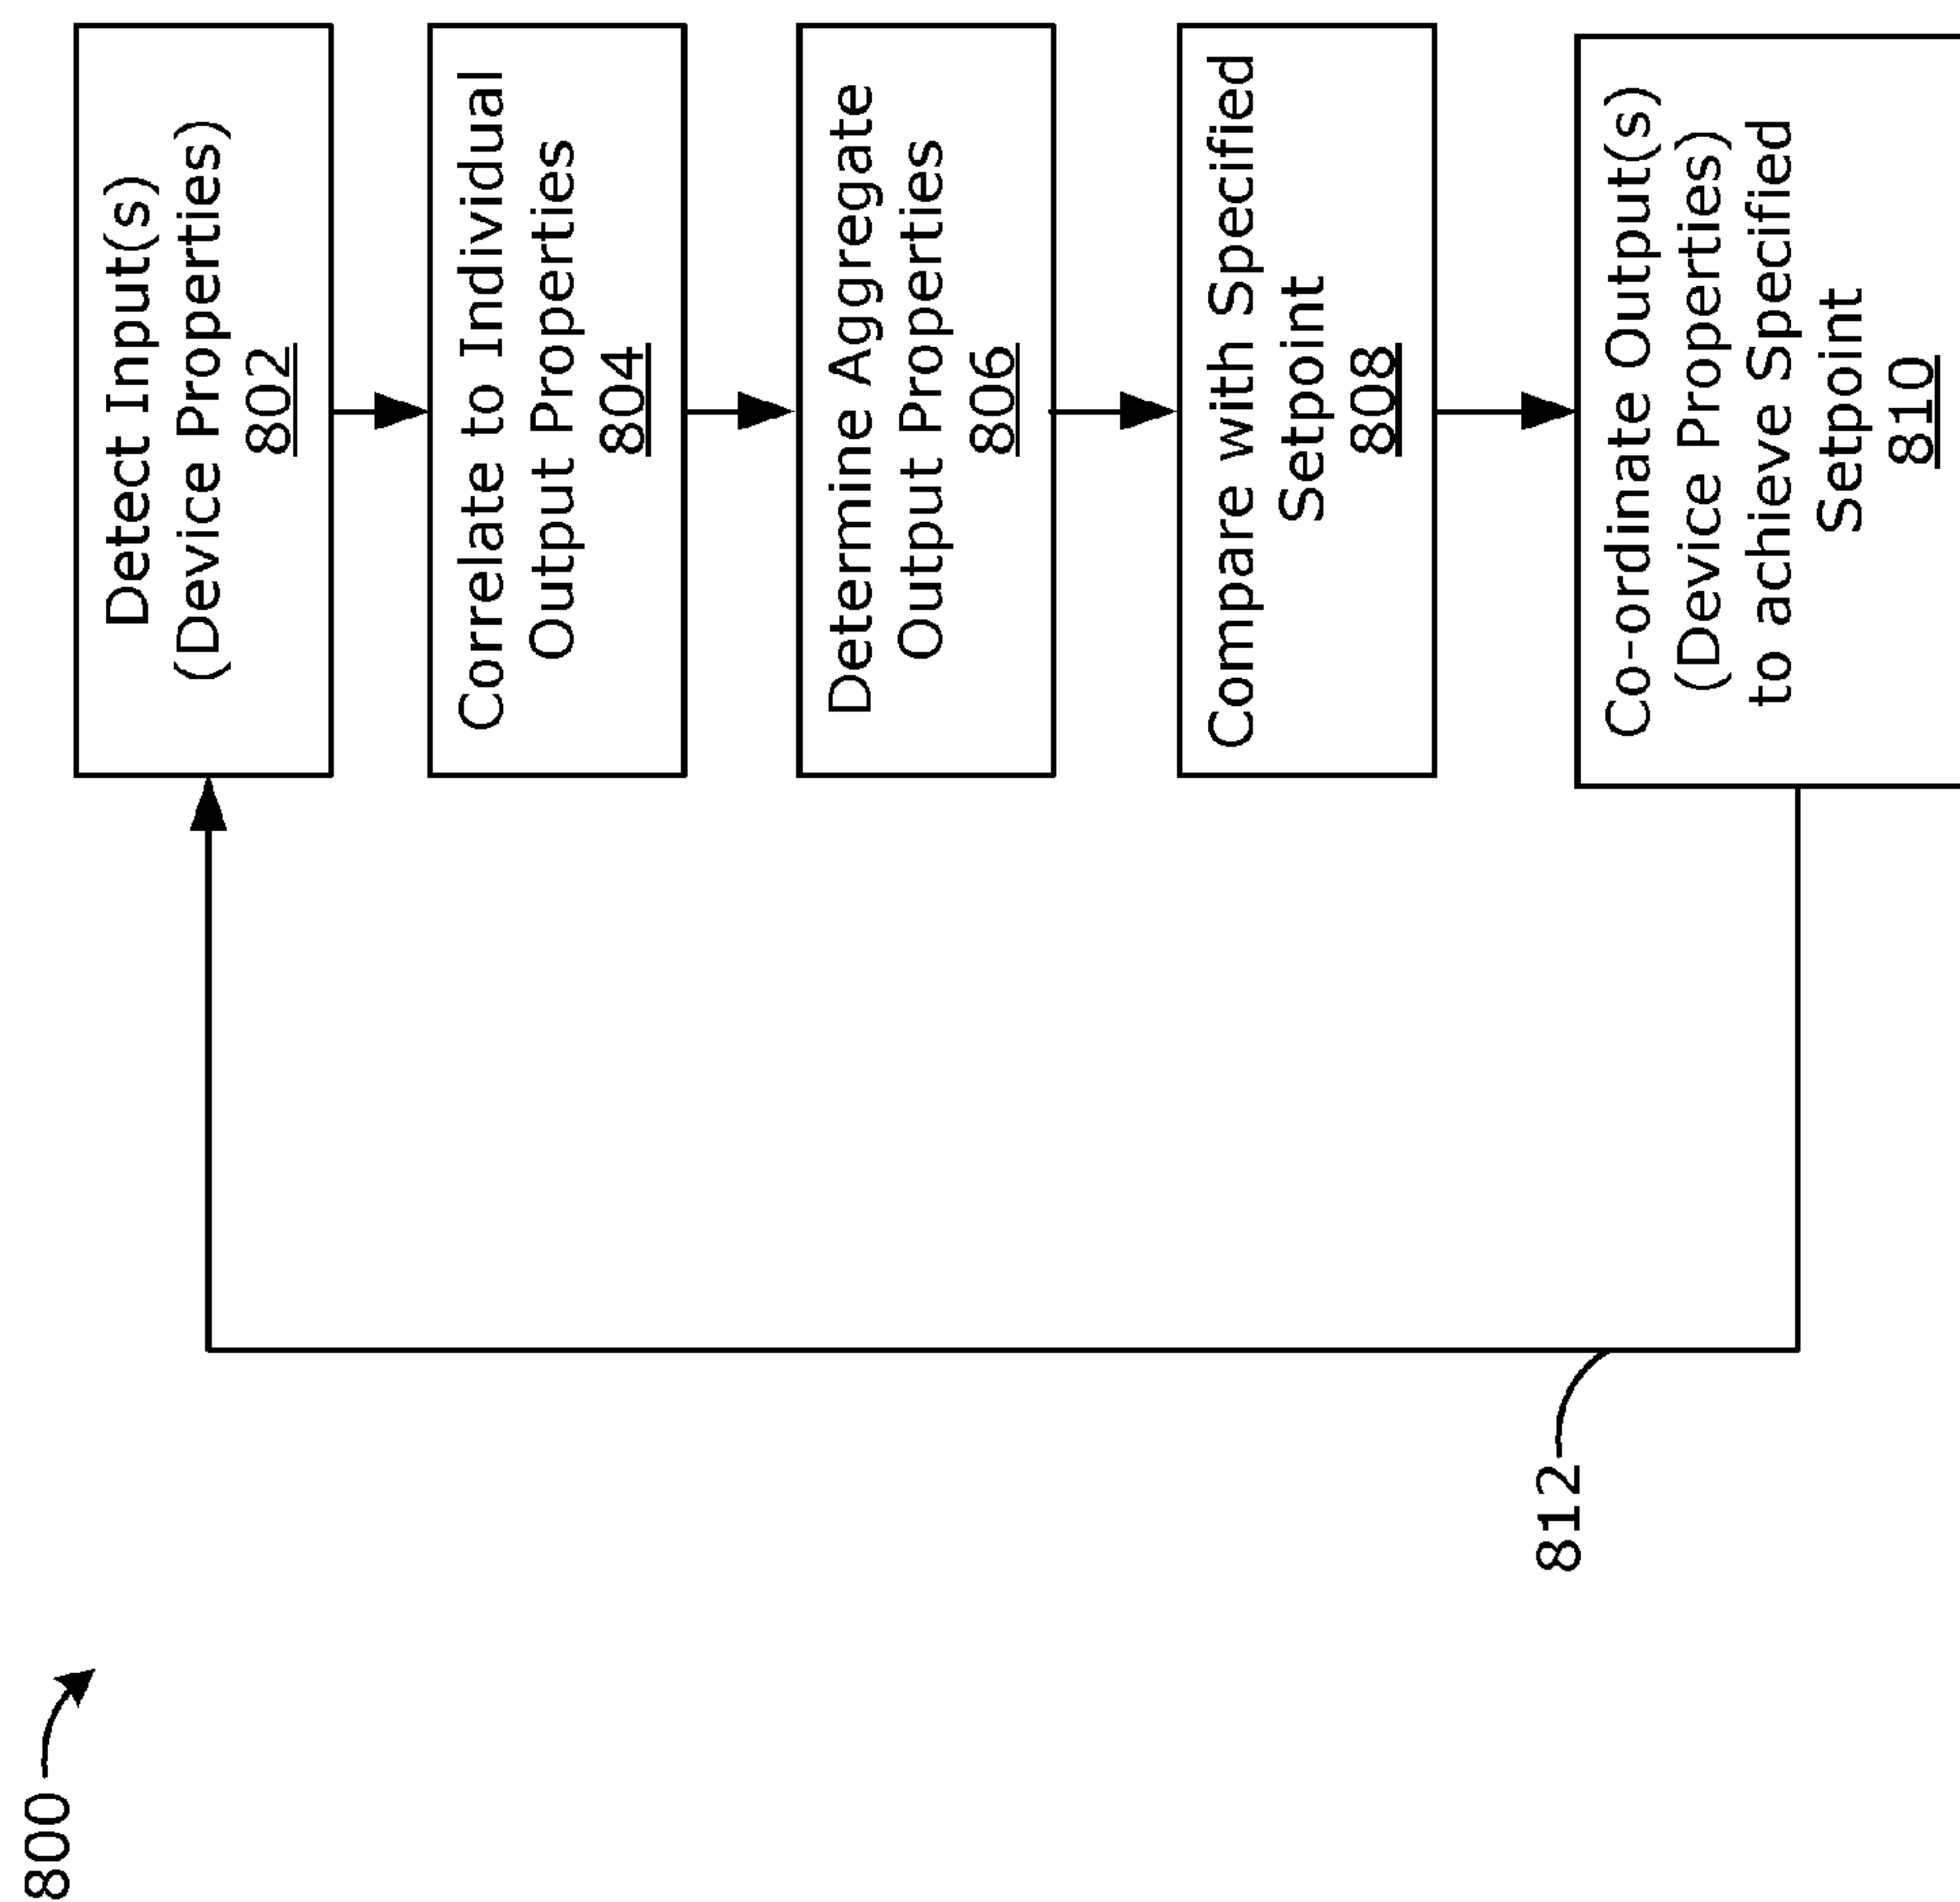 800
Detect Input(s)
(Device Properties)
802
Correlate to Individual
Output Properties
804
Determine Aggregate
Output Properties
806
Compare with Specified
Setpoint
808
Co-ordinate Output(s)
(Device Properties)
to achieve Specified
Setpoint
810
812